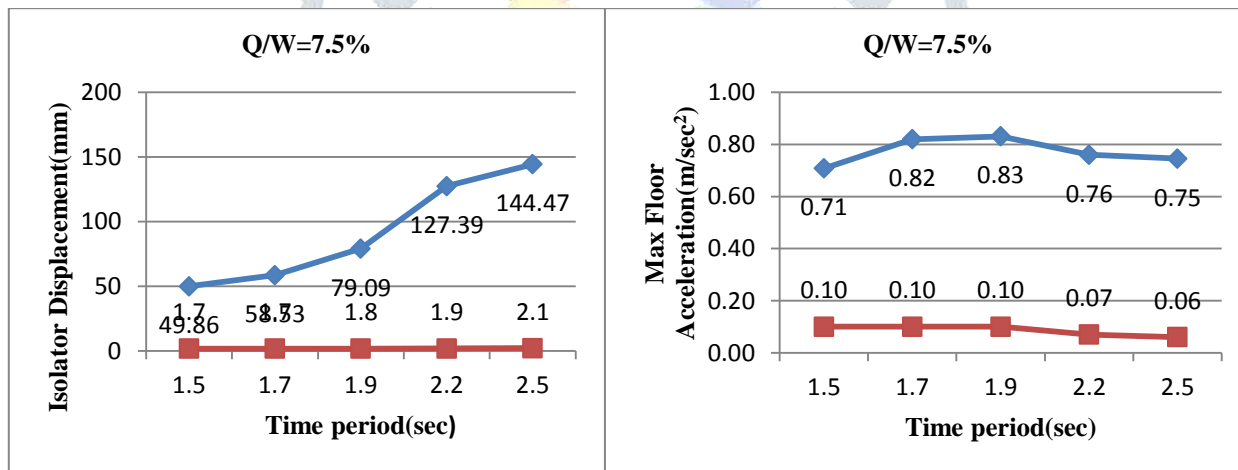 Q/W=7.5%
200
150
100
50
0
Isolator Displacement(mm)
144.47
127.39
79.09
58.53
49.86
1.7 1.7 1.8 1.9 2.1
1.5 1.7 1.9 2.2 2.5
Time period(sec)
Q/W=7.5%
1.00
0.80
0.60
0.40
0.20
0.00
Max Floor
Acceleration(m/sec²)
0.71 0.82 0.83 0.76 0.75
0.10 0.10 0.10 0.07 0.06
1.5 1.7 1.9 2.2 2.5
Time period(sec)